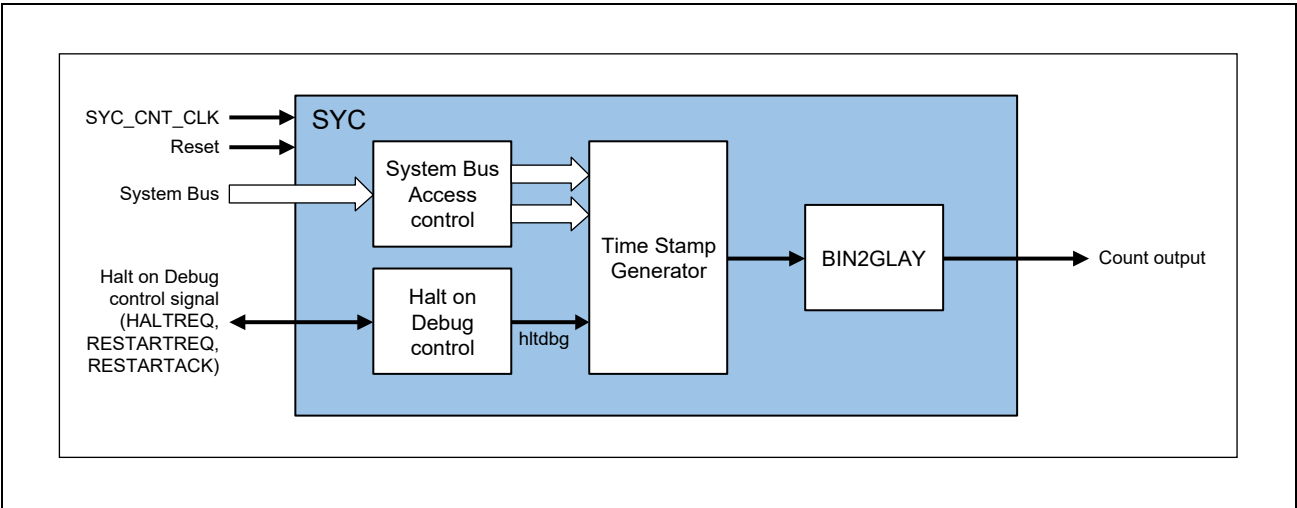 SYC_CNT_CLK
Reset
System Bus
Halt on Debug
control signal
(HALTREQ,
RESTARTREQ,
RESTARTACK)
SYC
System Bus
Access
control
Halt on
Debug
control
hltdbg
Time Stamp
Generator
BIN2GLAY
Count output